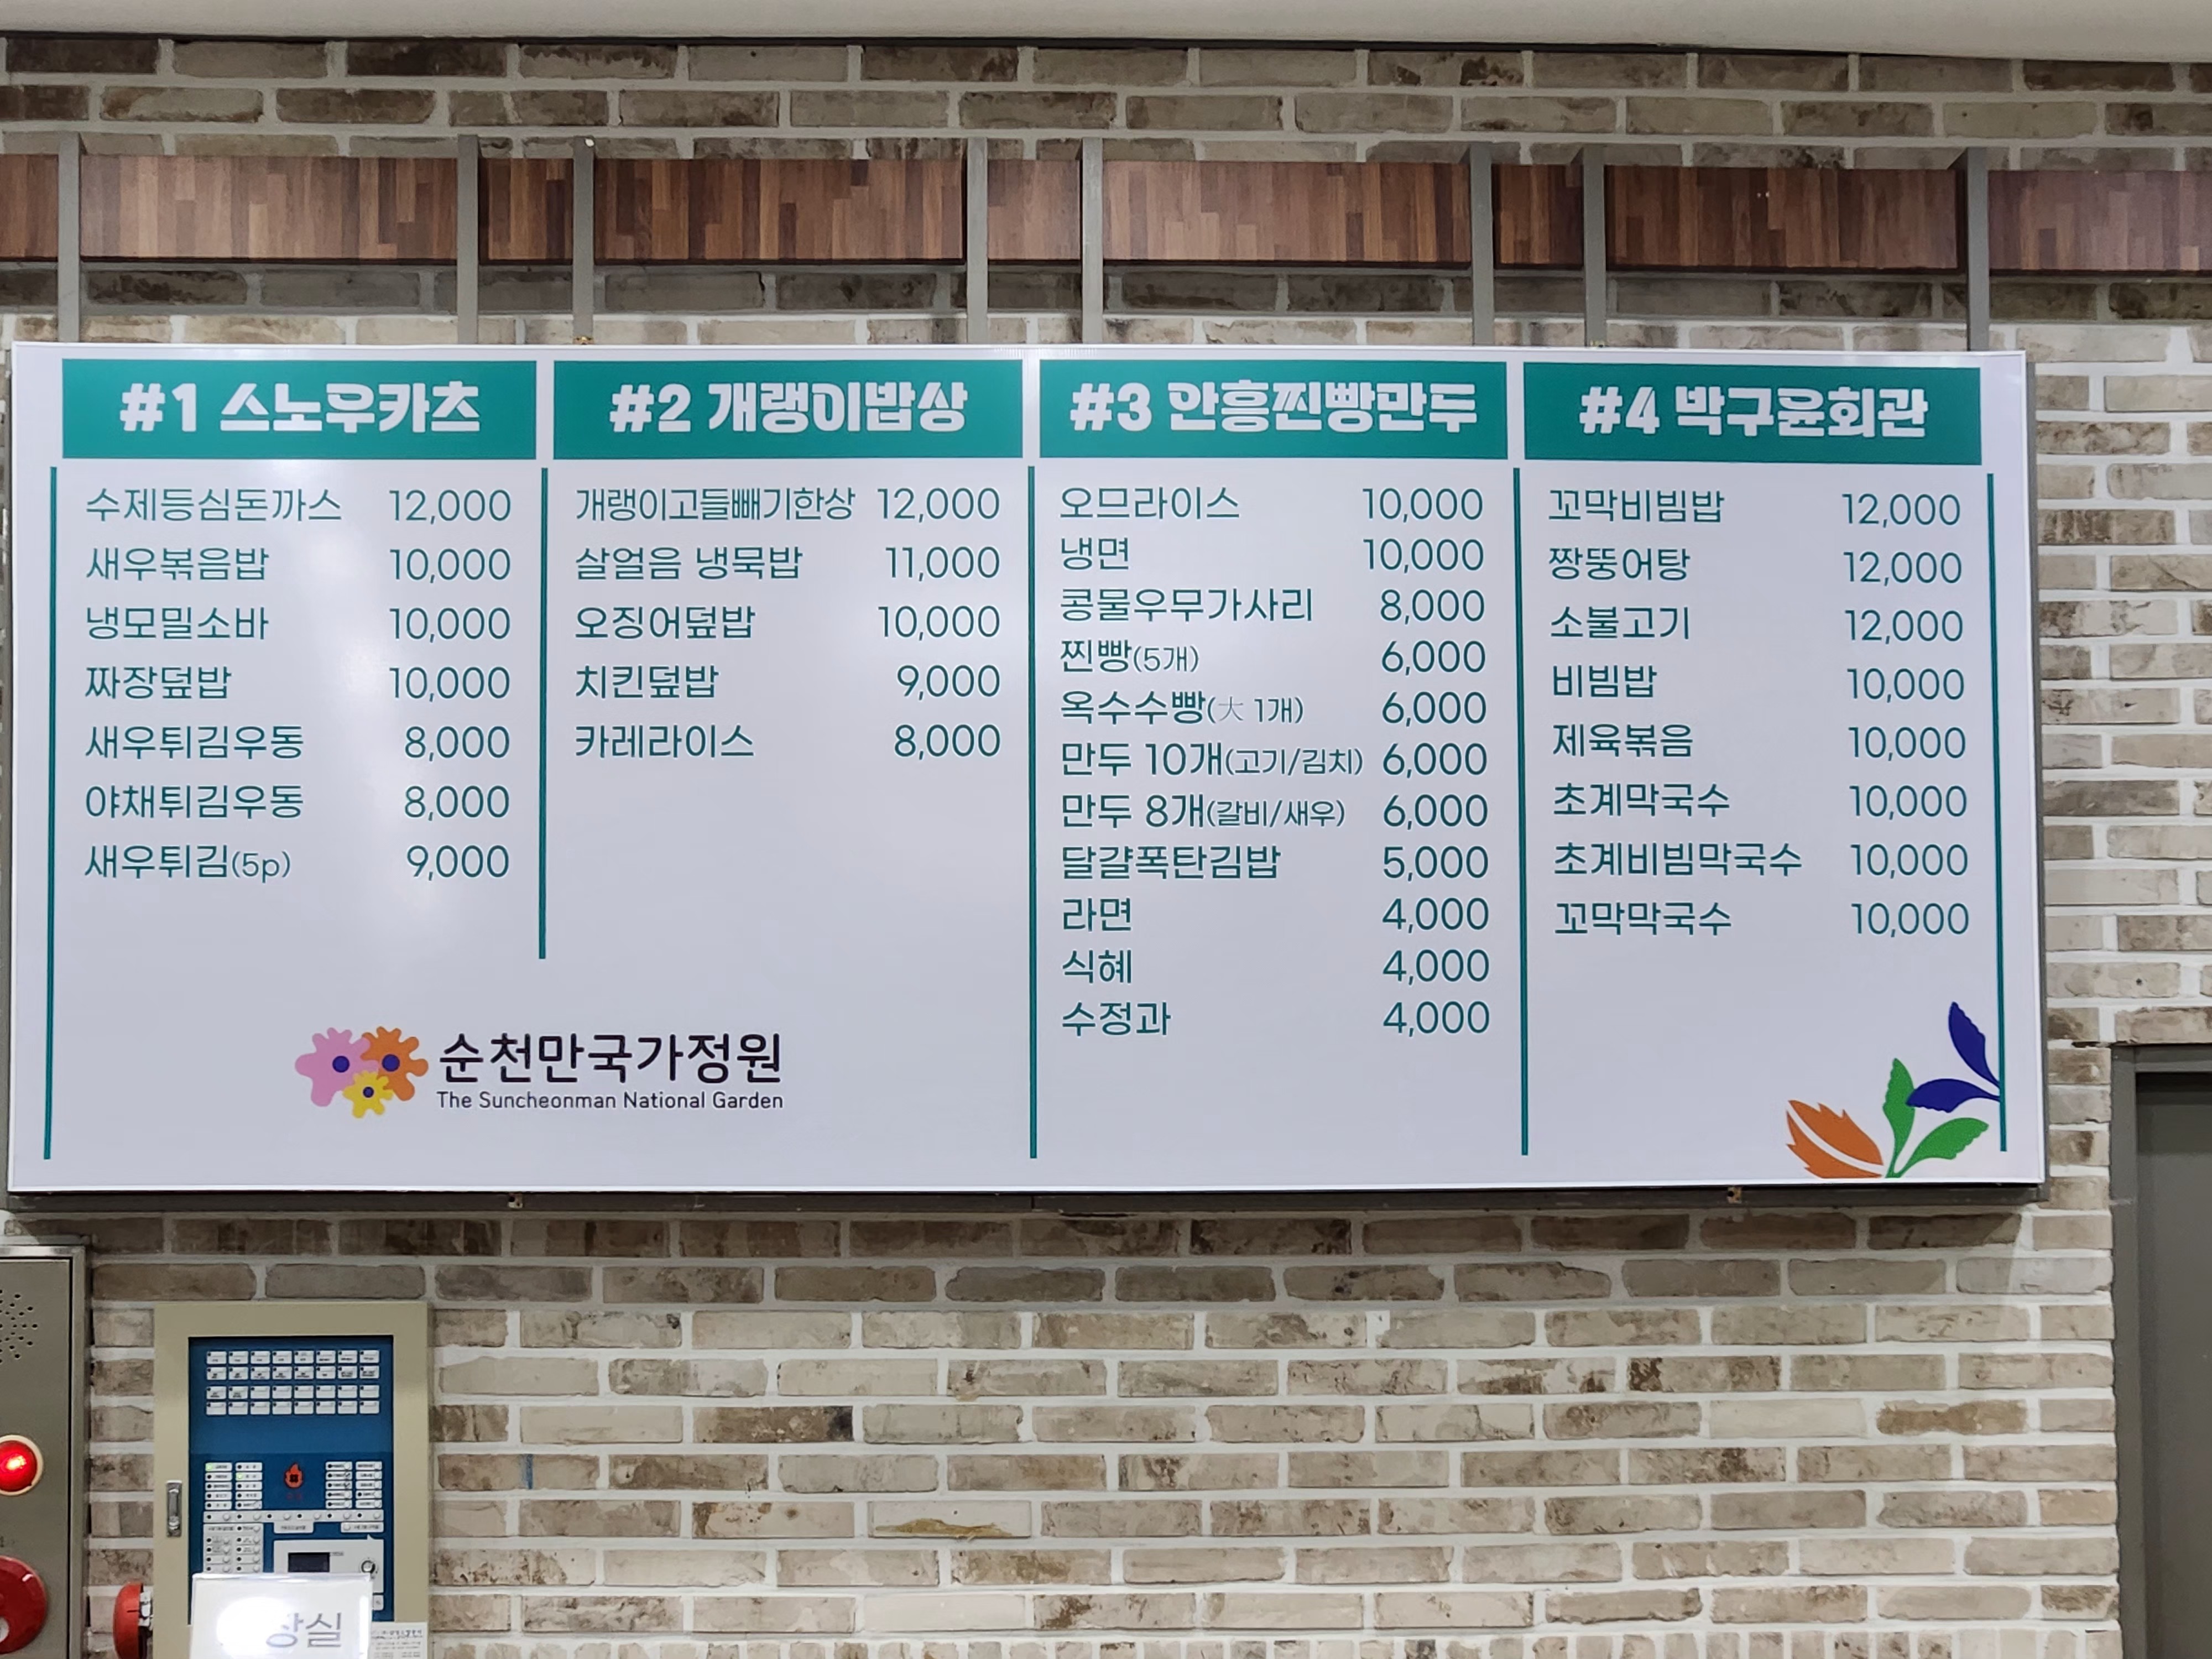 #1 스노우카츠
수제등심돈까스 12,000
새우볶음밥 10,000
냉모밀소바 10,000
짜장덮밥 10,000
새우튀김우동 8,000
야채튀김우동 8,000
새우튀김(5p) 9,000
#2 개랭이밥상
개랭이고들빼기한상 12,000
살얼음 냉묵밥 11,000
오징어덮밥 10,000
치킨덮밥 9,000
카레라이스 8,000
#3 안흥찐빵만두
오므라이스 10,000
냉면 10,000
콩물우무가사리 8,000
찐빵(5개) 6,000
옥수수빵(大 1개) 6,000
만두 10개(고기/김치) 6,000
만두 8개(갈비/새우) 6,000
달걀폭탄김밥 5,000
라면 4,000
식혜 4,000
수정과 4,000
#4 박구윤회관
꼬막비빔밥 12,000
짱뚱어탕 12,000
소불고기 12,000
비빔밥 10,000
제육볶음 10,000
초계막국수 10,000
초계비빔막국수 10,000
꼬막막국수 10,000
순천만국가정원
The Suncheonman National Garden